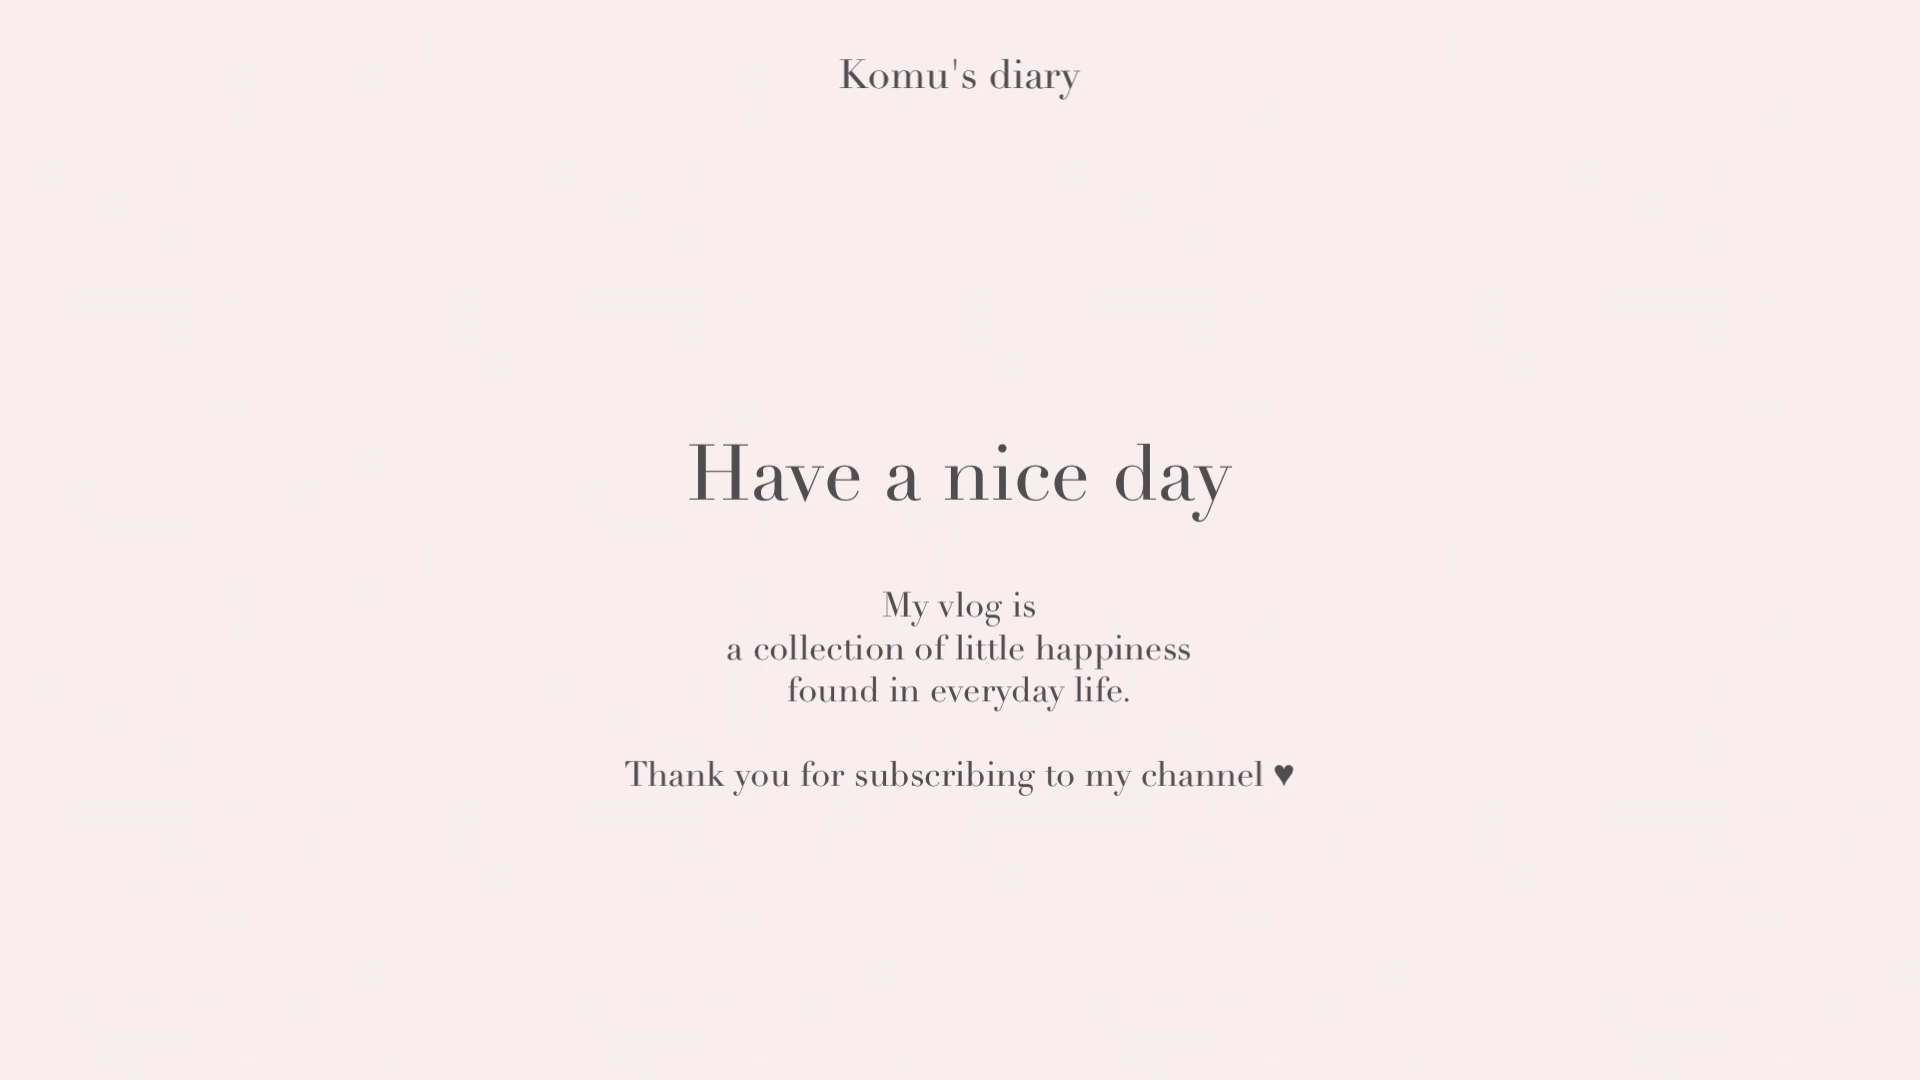 Komu's diary
Have a nice day
My vlog is
a collection of little happiness
found in everyday life.
Thank you for subscribing to my channel ♥